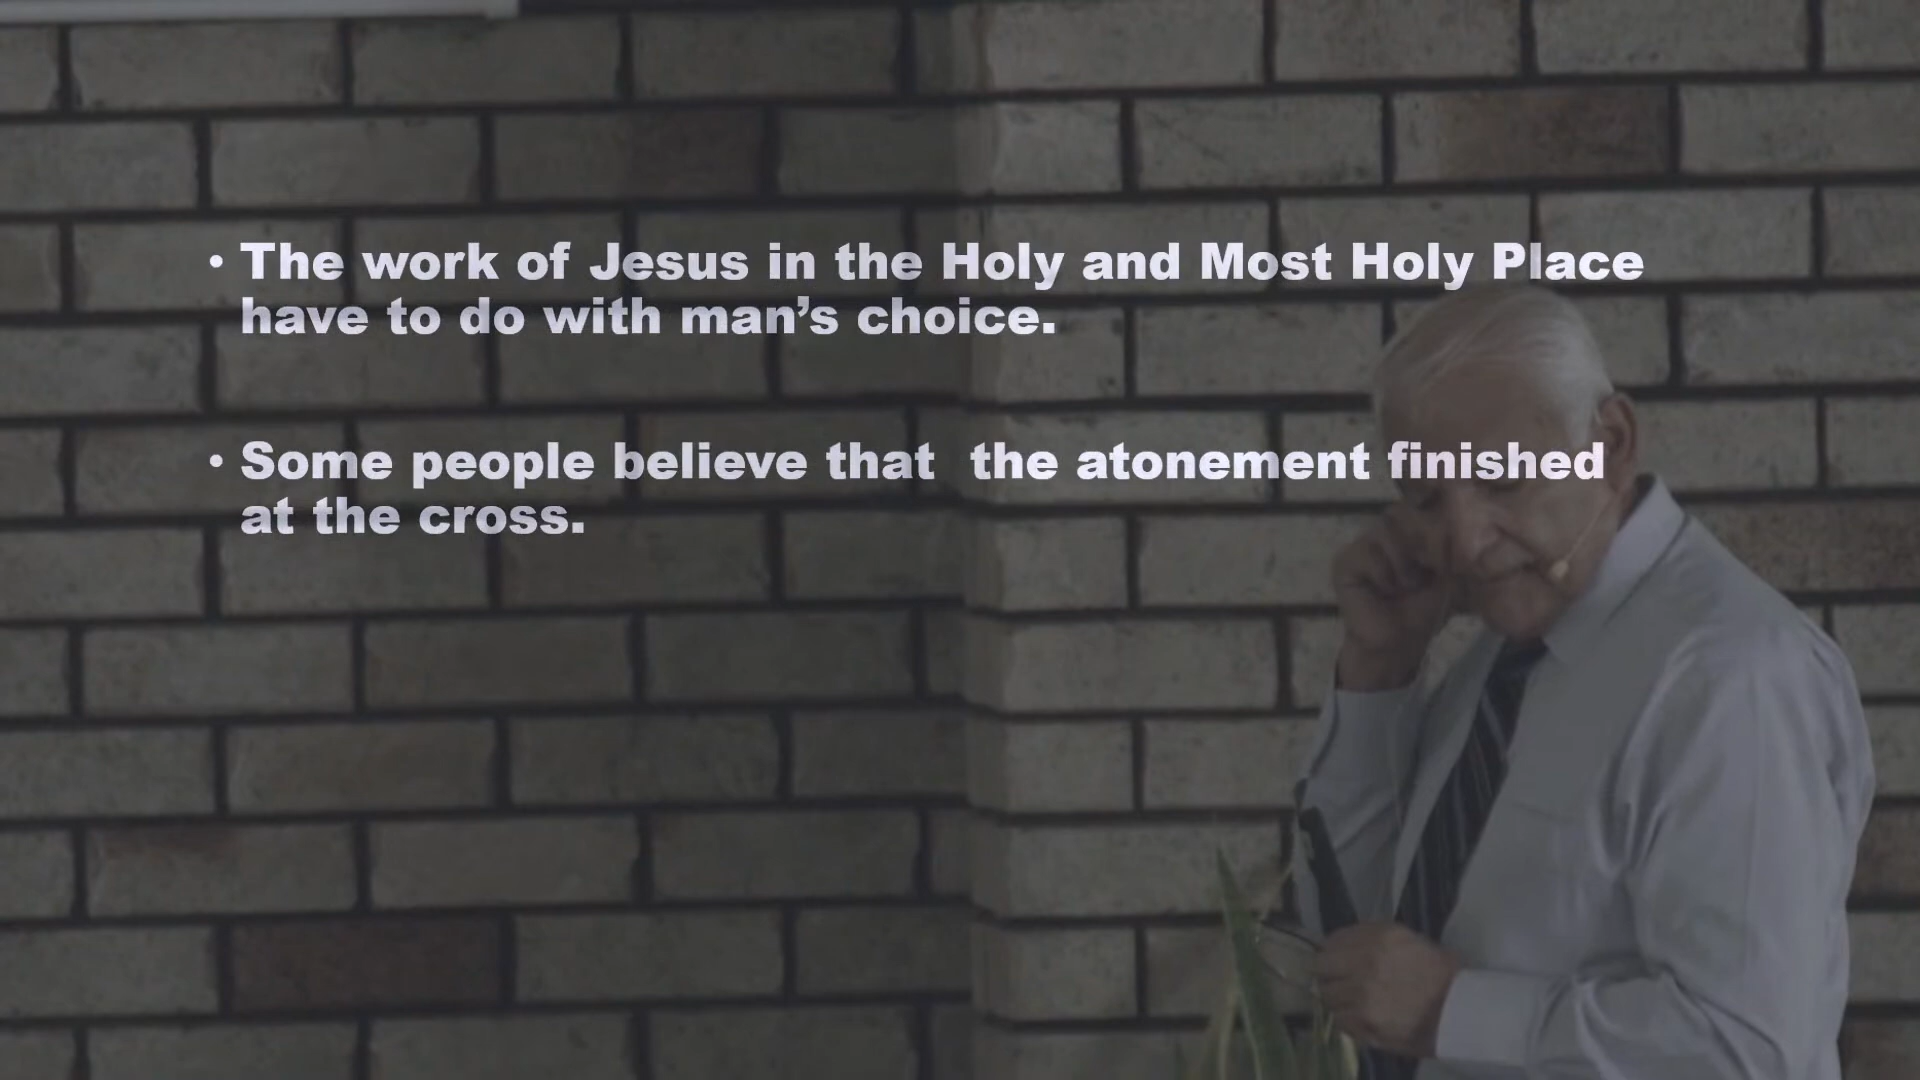 • The work of Jesus in the Holy and Most Holy Place
have to do with man’s choice.
• Some people believe that  the atonement finished
at the cross.